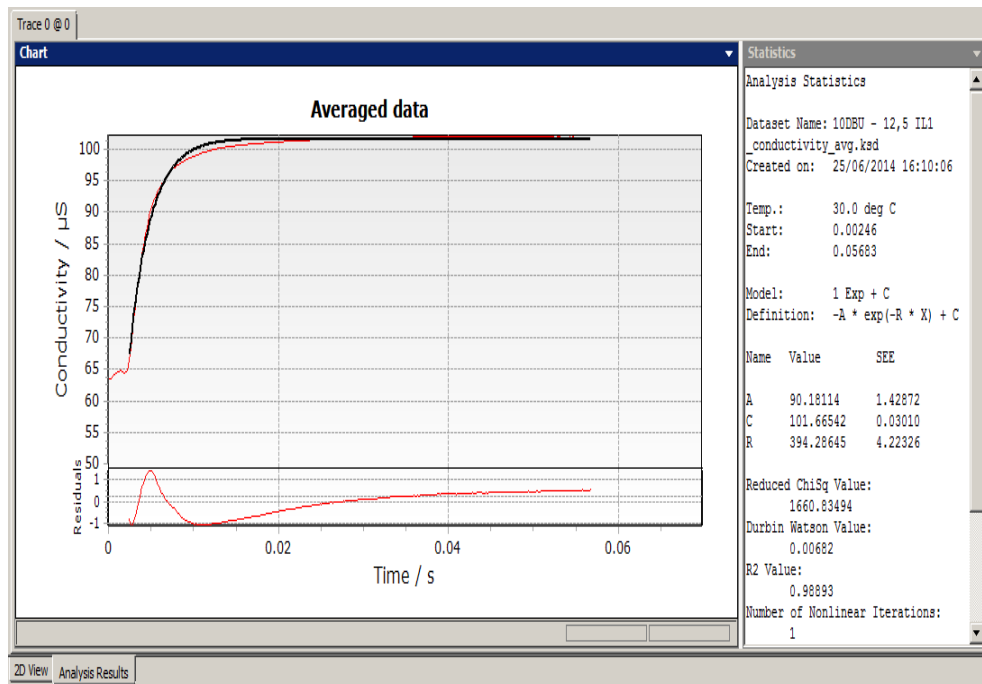 Trace 0 @ 0
Chart
Averaged data
Conductivity / µS
100
95
90
85
80
75
70
65
60
55
50
Residuals
1
0
-1
0
0.02
0.04
0.06
Time / s
Statistics
Analysis Statistics
Dataset Name: 10DBU - 12,5 IL1
_conductivity_avg.ksd
Created on: 25/06/2014 16:10:06
Temp.: 30.0 deg C
Start: 0.00246
End: 0.05683
Model: 1 Exp + C
Definition: -A * exp(-R * X) + C
Name Value SEE
A 90.18114 1.42872
C 101.66542 0.03010
R 394.28645 4.22326
Reduced ChiSq Value:
1660.83494
Durbin Watson Value:
0.00682
R2 Value:
0.98893
Number of Nonlinear Iterations:
1
2D View
Analysis Results